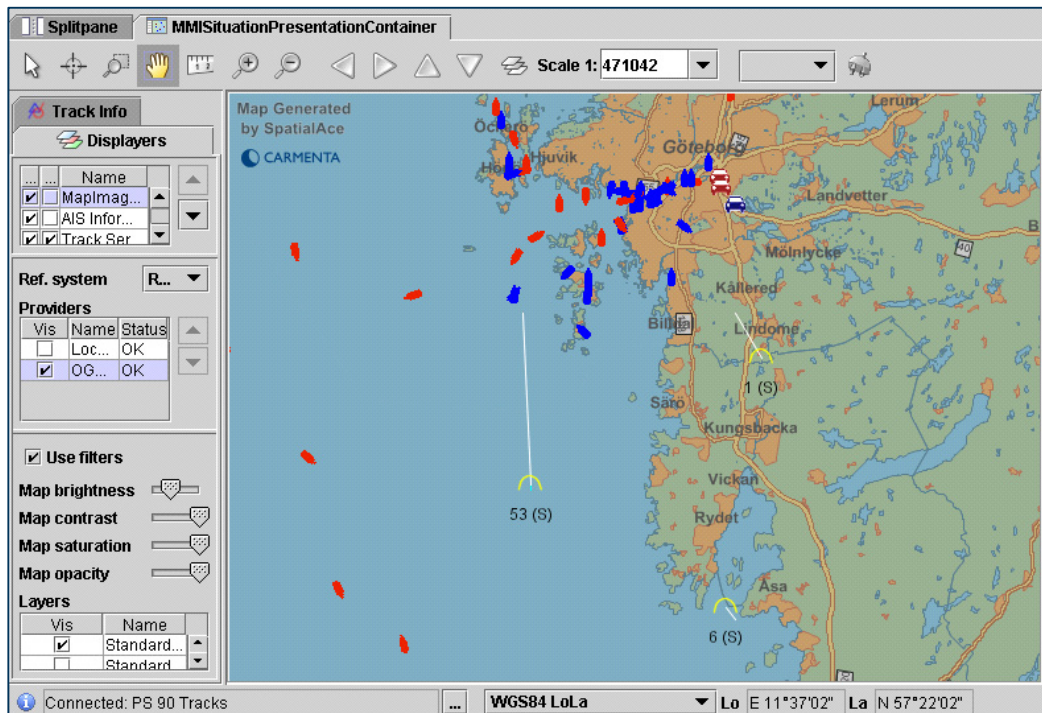 Splitpane MMISituationPresentationContainer
Scale 1: 471042
Track Info
Displayers
... ... Name
MapImag...
AIS Infor...
Track Ser
Ref. system R...
Providers
Vis Name Status
Loc... OK
OG... OK
Use filters
Map brightness
Map contrast
Map saturation
Map opacity
Layers
Vis Name
Standard...
Standard
Map Generated
by SpatialAce
CARMENTA
Hjuvik
Göteborg
Lerum
Landvetter
B
40
Mölnlycke
Kållered
Billdal
Lindome
1 (S)
Särö
Kungsbacka
Vickan
53 (S)
Rydet
Åsa
6 (S)
Connected: PS 90 Tracks ... WGS84 LoLa Lo E 11°37'02" La N 57°22'02"